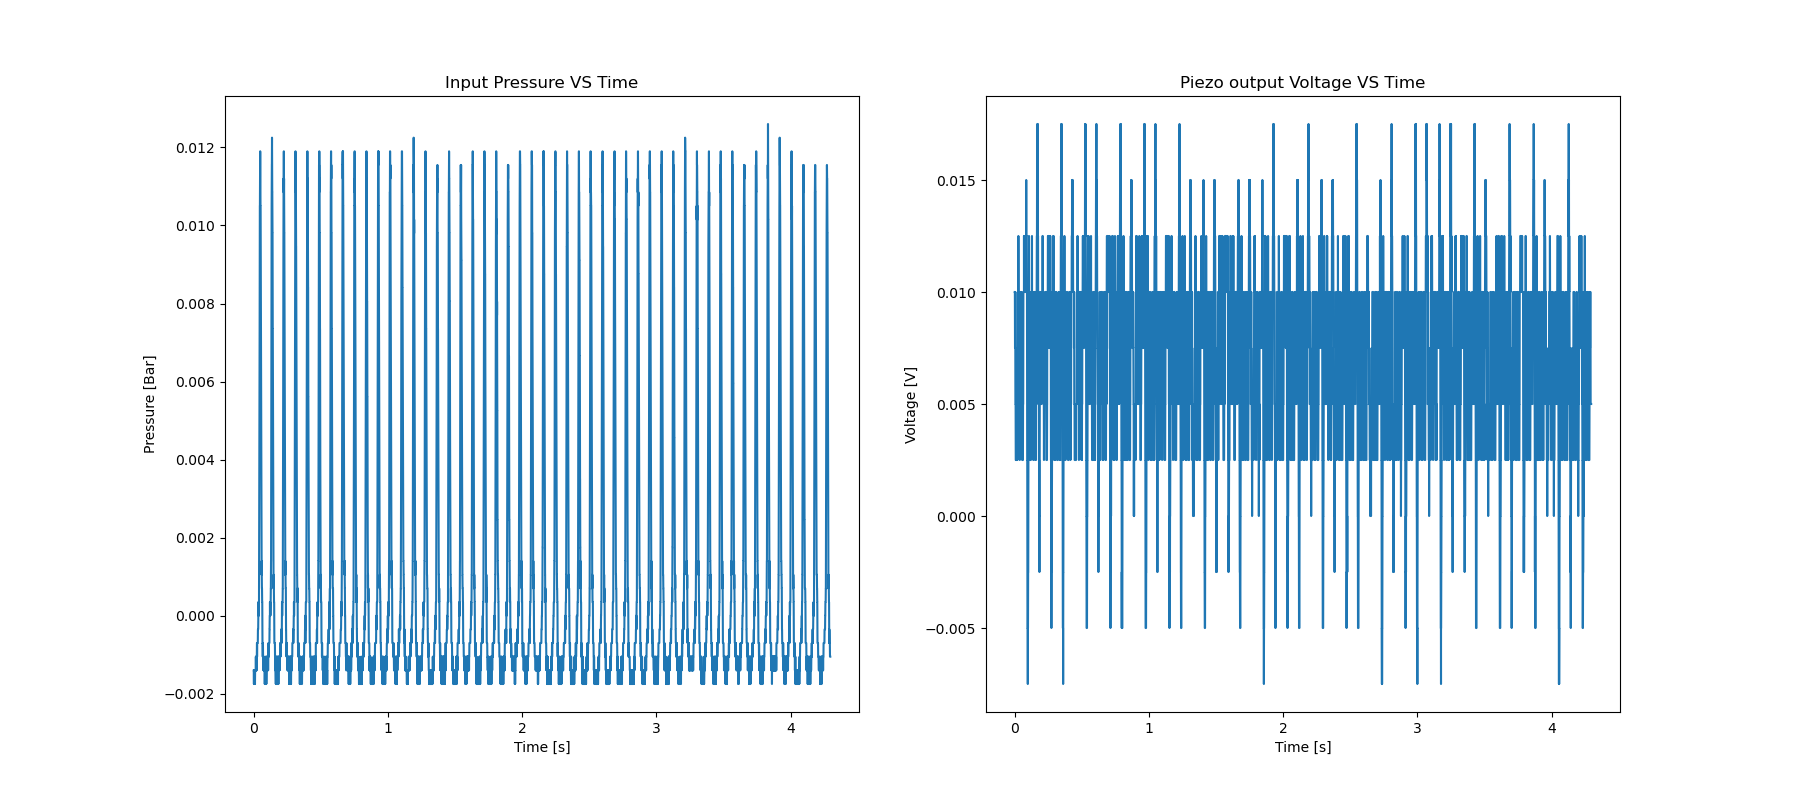 Input Pressure VS Time
Pressure [Bar]
0.012
0.010
0.008
0.006
0.004
0.002
0.000
−0.002
0 1 2 3 4
Time [s]
Piezo output Voltage VS Time
Voltage [V]
0.015
0.010
0.005
0.000
−0.005
0 1 2 3 4
Time [s]